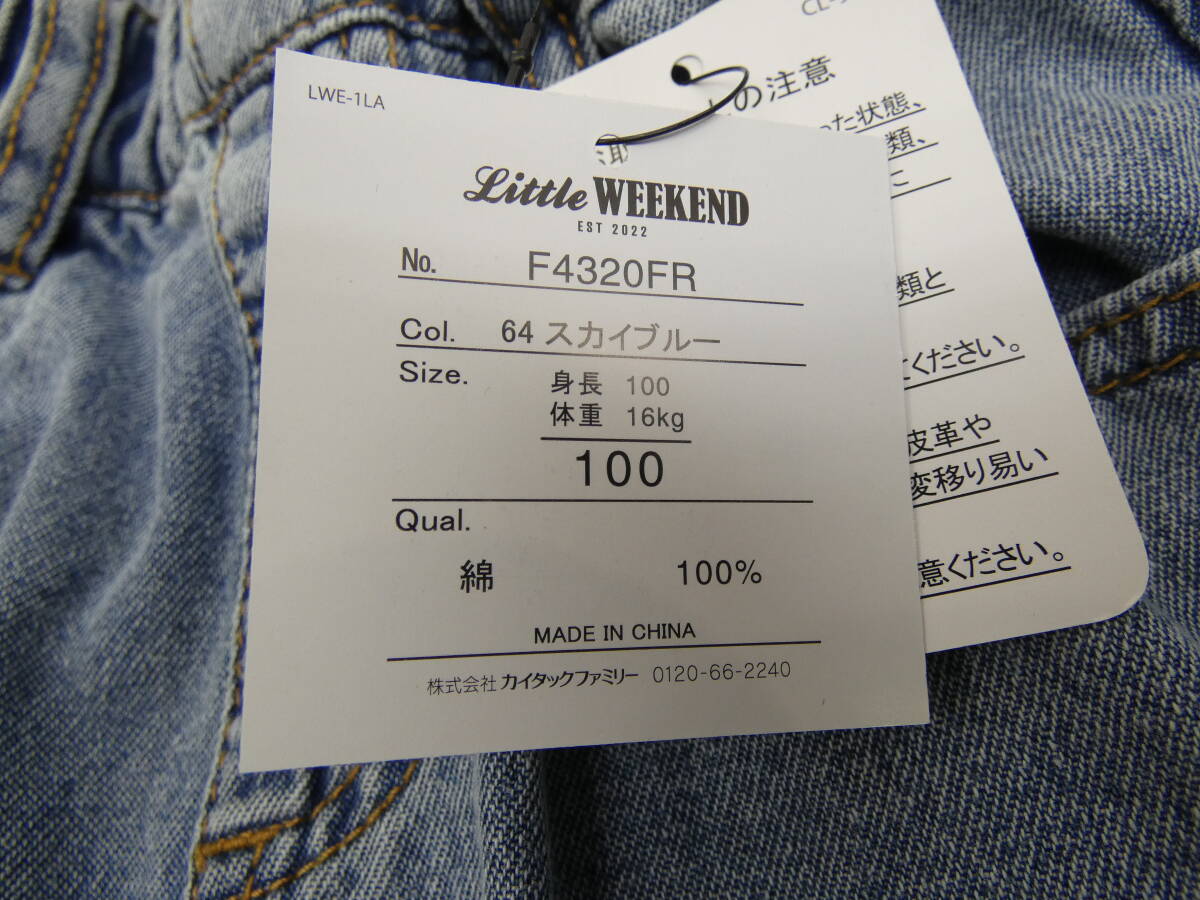 LWE-1LA
Little WEEKEND
EST 2022
No. F4320FR
Col. 64 スカイブルー
Size. 身長 100
体重 16kg
100
Qual.
綿 100%
MADE IN CHINA
株式会社 カイタックファミリー 0120-66-2240
の注意
た状態、
類、
に
類と
ください。
皮革や
変移り易い
意ください。